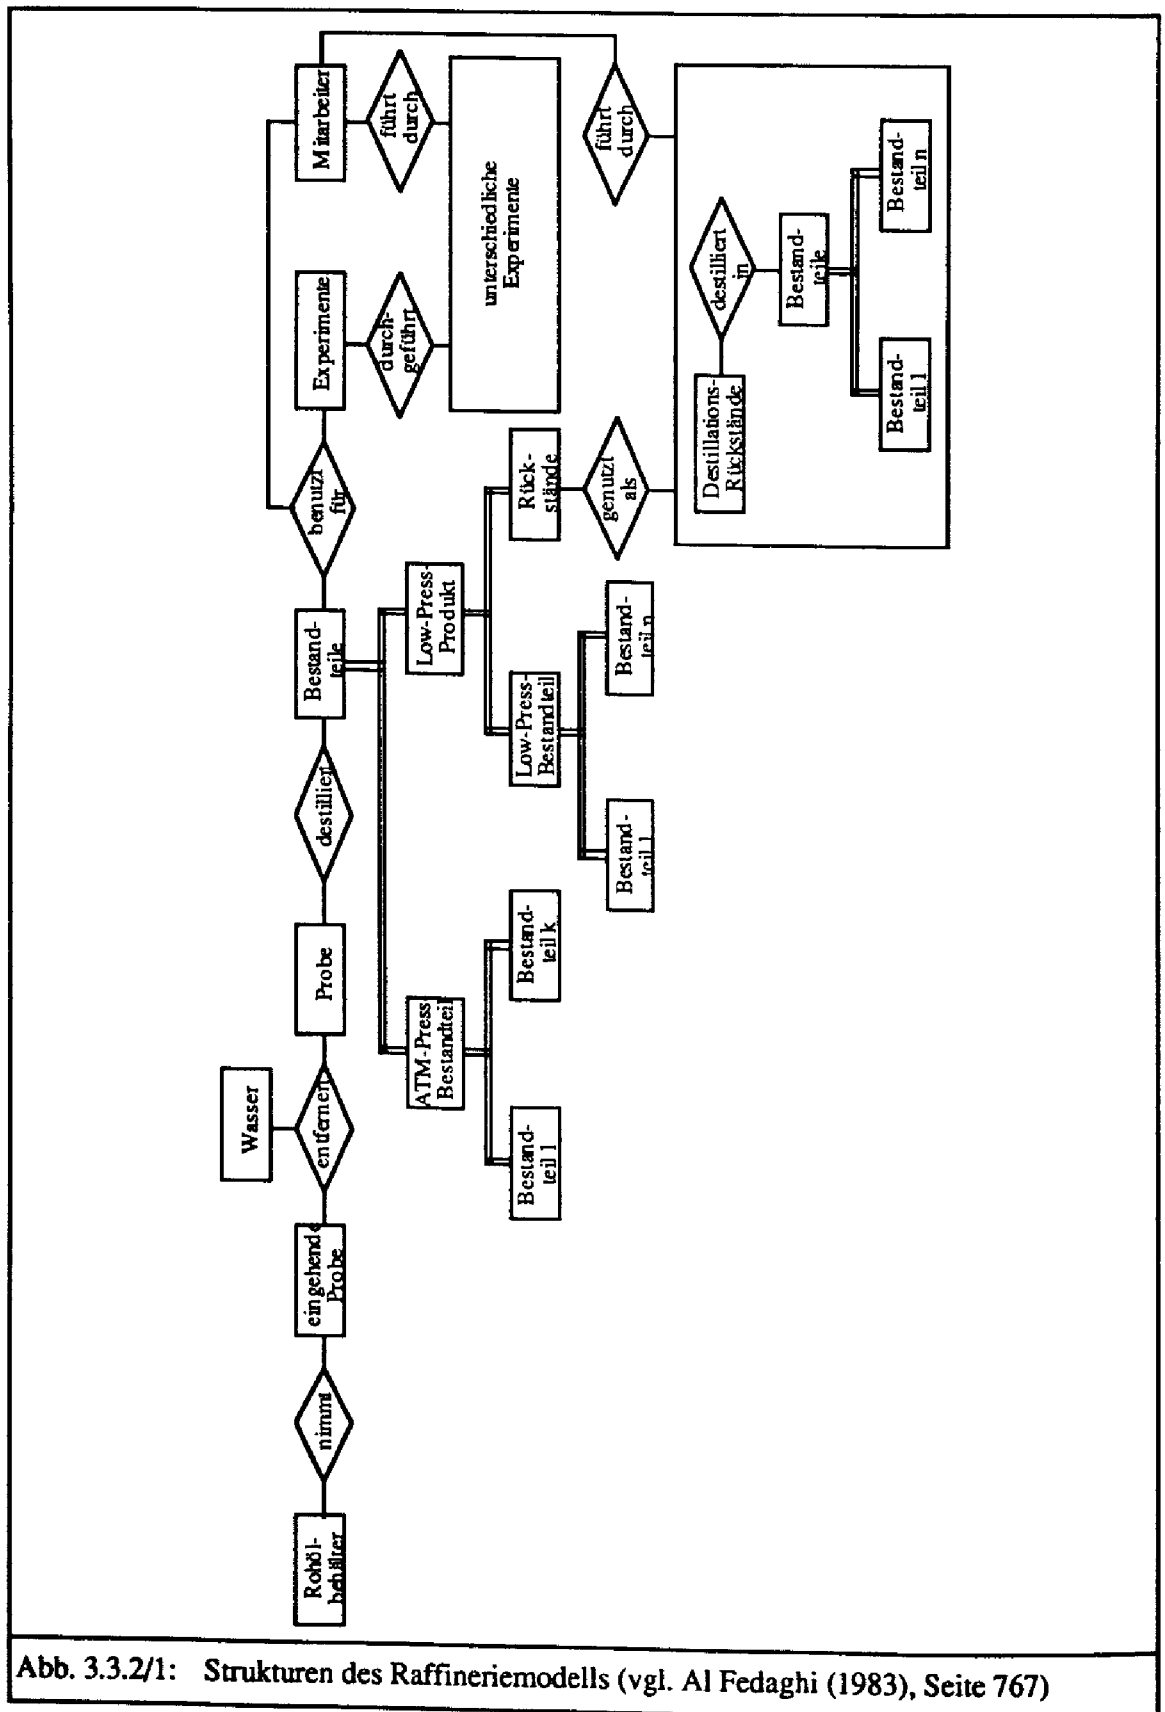 Rohöl-
behälter
nimmt
eingehende
Probe
entfernen
Wasser
Probe
destilliert
Bestand-
teile
benutzt
für
Experimente
Mitarbeiter
durch-
geführt
führt
durch
unterschiedliche
Experimente
ATM-Press
Bestandteil
Bestand-
teil 1
Bestand-
teil k
Low-Press-
Produkt
Low-Press-
Bestandteil
Rück-
stände
Bestand-
teil 1
Bestand-
teil n
genutzt
als
führt
durch
Destillations-
Rückstände
destilliert
in
Bestand-
teile
Bestand-
teil 1
Bestand-
teil n
Abb. 3.3.2/1: Strukturen des Raffineriemodells (vgl. Al Fedaghi (1983), Seite 767)